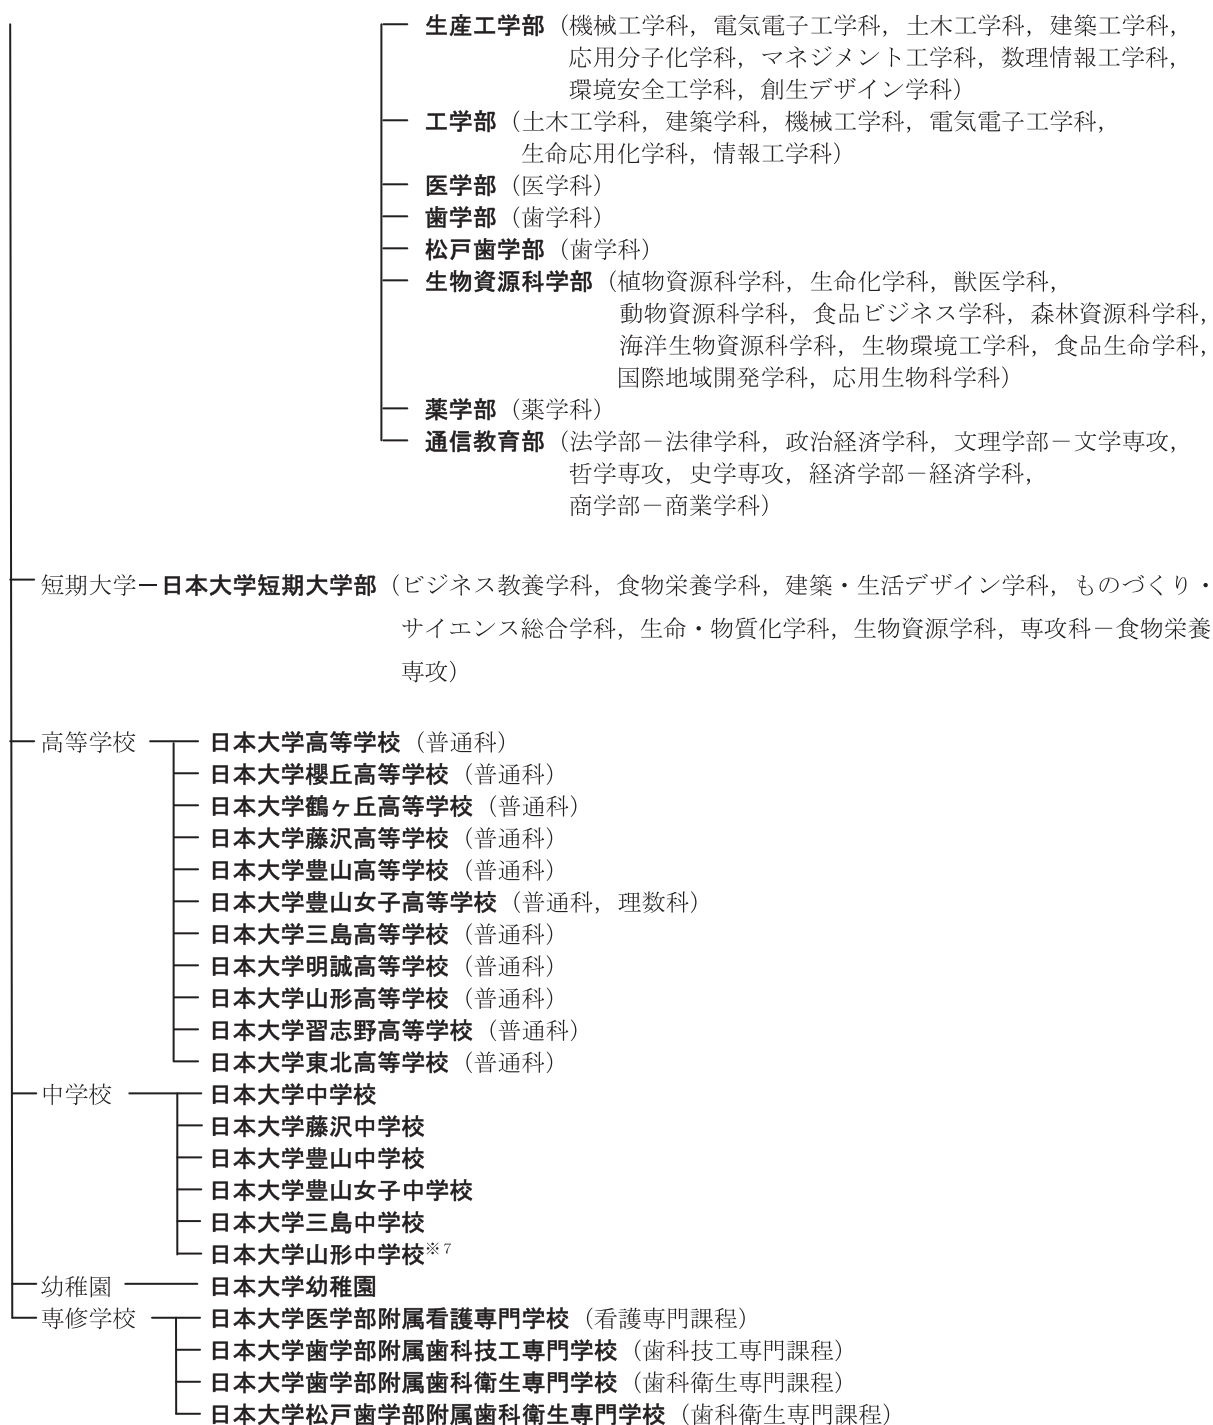 生産工学部（機械工学科，電気電子工学科，土木工学科，建築工学科，
応用分子化学科，マネジメント工学科，数理情報工学科，
環境安全工学科，創生デザイン学科）
工学部（土木工学科，建築学科，機械工学科，電気電子工学科，
生命応用化学科，情報工学科）
医学部（医学科）
歯学部（歯学科）
松戸歯学部（歯学科）
生物資源科学部（植物資源科学科，生命化学科，獣医学科，
動物資源科学科，食品ビジネス学科，森林資源科学科，
海洋生物資源科学科，生物環境工学科，食品生命学科，
国際地域開発学科，応用生物科学科）
薬学部（薬学科）
通信教育部（法学部－法律学科，政治経済学科，文理学部－文学専攻，
哲学専攻，史学専攻，経済学部－経済学科，
商学部－商業学科）
短期大学ー日本大学短期大学部（ビジネス教養学科，食物栄養学科，建築・生活デザイン学科，ものづくり・
サイエンス総合学科，生命・物質化学科，生物資源学科，専攻科－食物栄養
専攻）
高等学校 日本大学高等学校（普通科）
日本大学櫻丘高等学校（普通科）
日本大学鶴ヶ丘高等学校（普通科）
日本大学藤沢高等学校（普通科）
日本大学豊山高等学校（普通科）
日本大学豊山女子高等学校（普通科，理数科）
日本大学三島高等学校（普通科）
日本大学明誠高等学校（普通科）
日本大学山形高等学校（普通科）
日本大学習志野高等学校（普通科）
日本大学東北高等学校（普通科）
中学校 日本大学中学校
日本大学藤沢中学校
日本大学豊山中学校
日本大学豊山女子中学校
日本大学三島中学校
日本大学山形中学校※7
幼稚園 日本大学幼稚園
専修学校 日本大学医学部附属看護専門学校（看護専門課程）
日本大学歯学部附属歯科技工専門学校（歯科技工専門課程）
日本大学歯学部附属歯科衛生専門学校（歯科衛生専門課程）
日本大学松戸歯学部附属歯科衛生専門学校（歯科衛生専門課程）